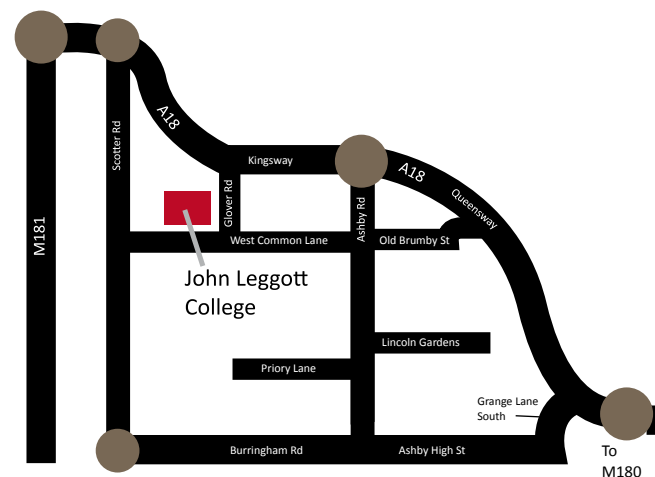 A18
Scotter Rd
Kingsway
A18
Queensway
Glover Rd
Ashby Rd
M181
West Common Lane
Old Brumby St
John Leggott
College
Lincoln Gardens
Priory Lane
Grange Lane
South
Burringham Rd
Ashby High St
To
M180